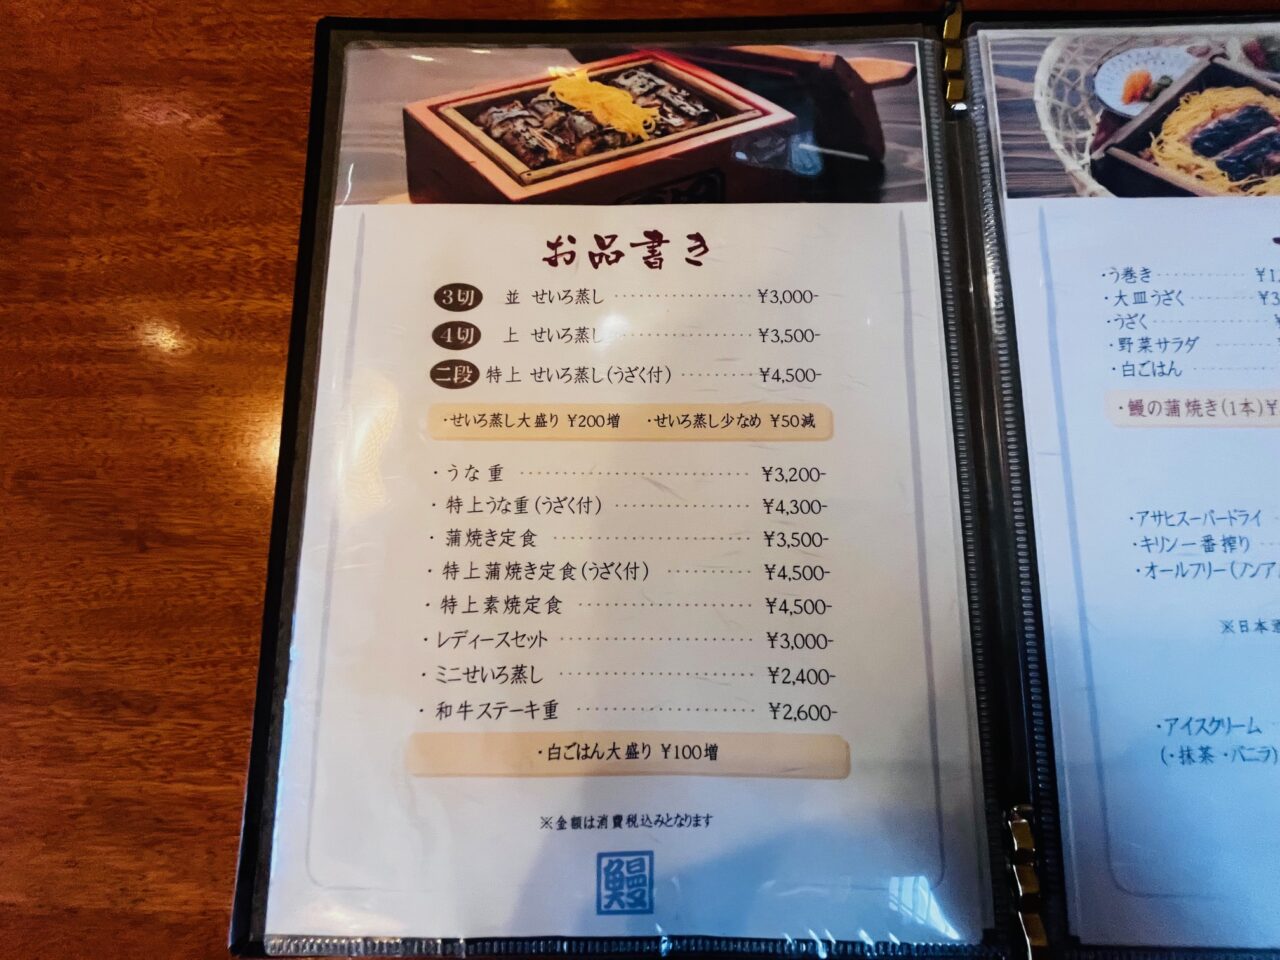 お品書き
3切 並 せいろ蒸し ¥3,000-
4切 上 せいろ蒸し ¥3,500-
二段 特上 せいろ蒸し(うざく付) ¥4,500-
・せいろ蒸し大盛り ¥200増 ・せいろ蒸し少なめ ¥50減
・うな重 ¥3,200-
・特上うな重(うざく付) ¥4,300-
・蒲焼き定食 ¥3,500-
・特上蒲焼き定食(うざく付) ¥4,500-
・特上素焼定食 ¥4,500-
・レディースセット ¥3,000-
・ミニせいろ蒸し ¥2,400-
・和牛ステーキ重 ¥2,600-
・白ごはん大盛り ¥100増
※金額は消費税込みとなります
鰻
・う巻き
・大皿うざく
・うざく
・野菜サラダ
・白ごはん
・鰻の蒲焼き(1本)
・アサヒスーパードライ
・キリン一番搾り
・オールフリー(ノンア
※日本
・アイスクリーム
(・抹茶・バニラ)